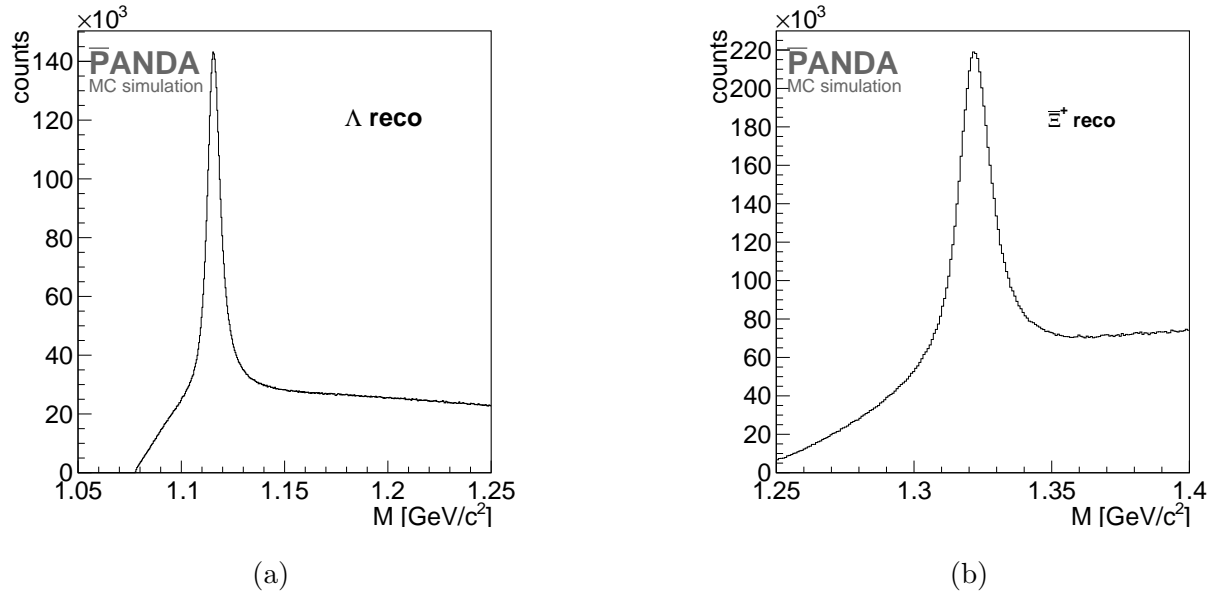 ×10³
counts
P̅ANDA
MC simulation
Λ reco
140
120
100
80
60
40
20
0
1.05 1.1 1.15 1.2 1.25
M [GeV/c²]
(a)
×10³
counts
P̅ANDA
MC simulation
Ξ̅⁺ reco
220
200
180
160
140
120
100
80
60
40
20
0
1.25 1.3 1.35 1.4
M [GeV/c²]
(b)